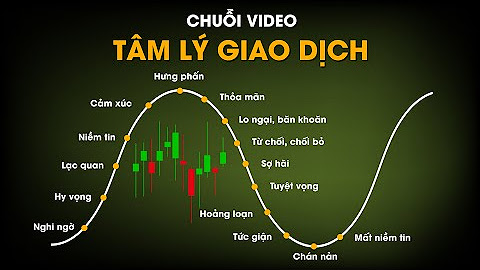 CHUỖI VIDEO
TÂM LÝ GIAO DỊCH
Hưng phấn
Cảm xúc
Thỏa mãn
Niềm tin
Lo ngại, băn khoăn
Lạc quan
Từ chối, chối bỏ
Sợ hãi
Hy vọng
Tuyệt vọng
Nghi ngờ
Hoảng loạn
Tức giận
Mất niềm tin
Chán nản